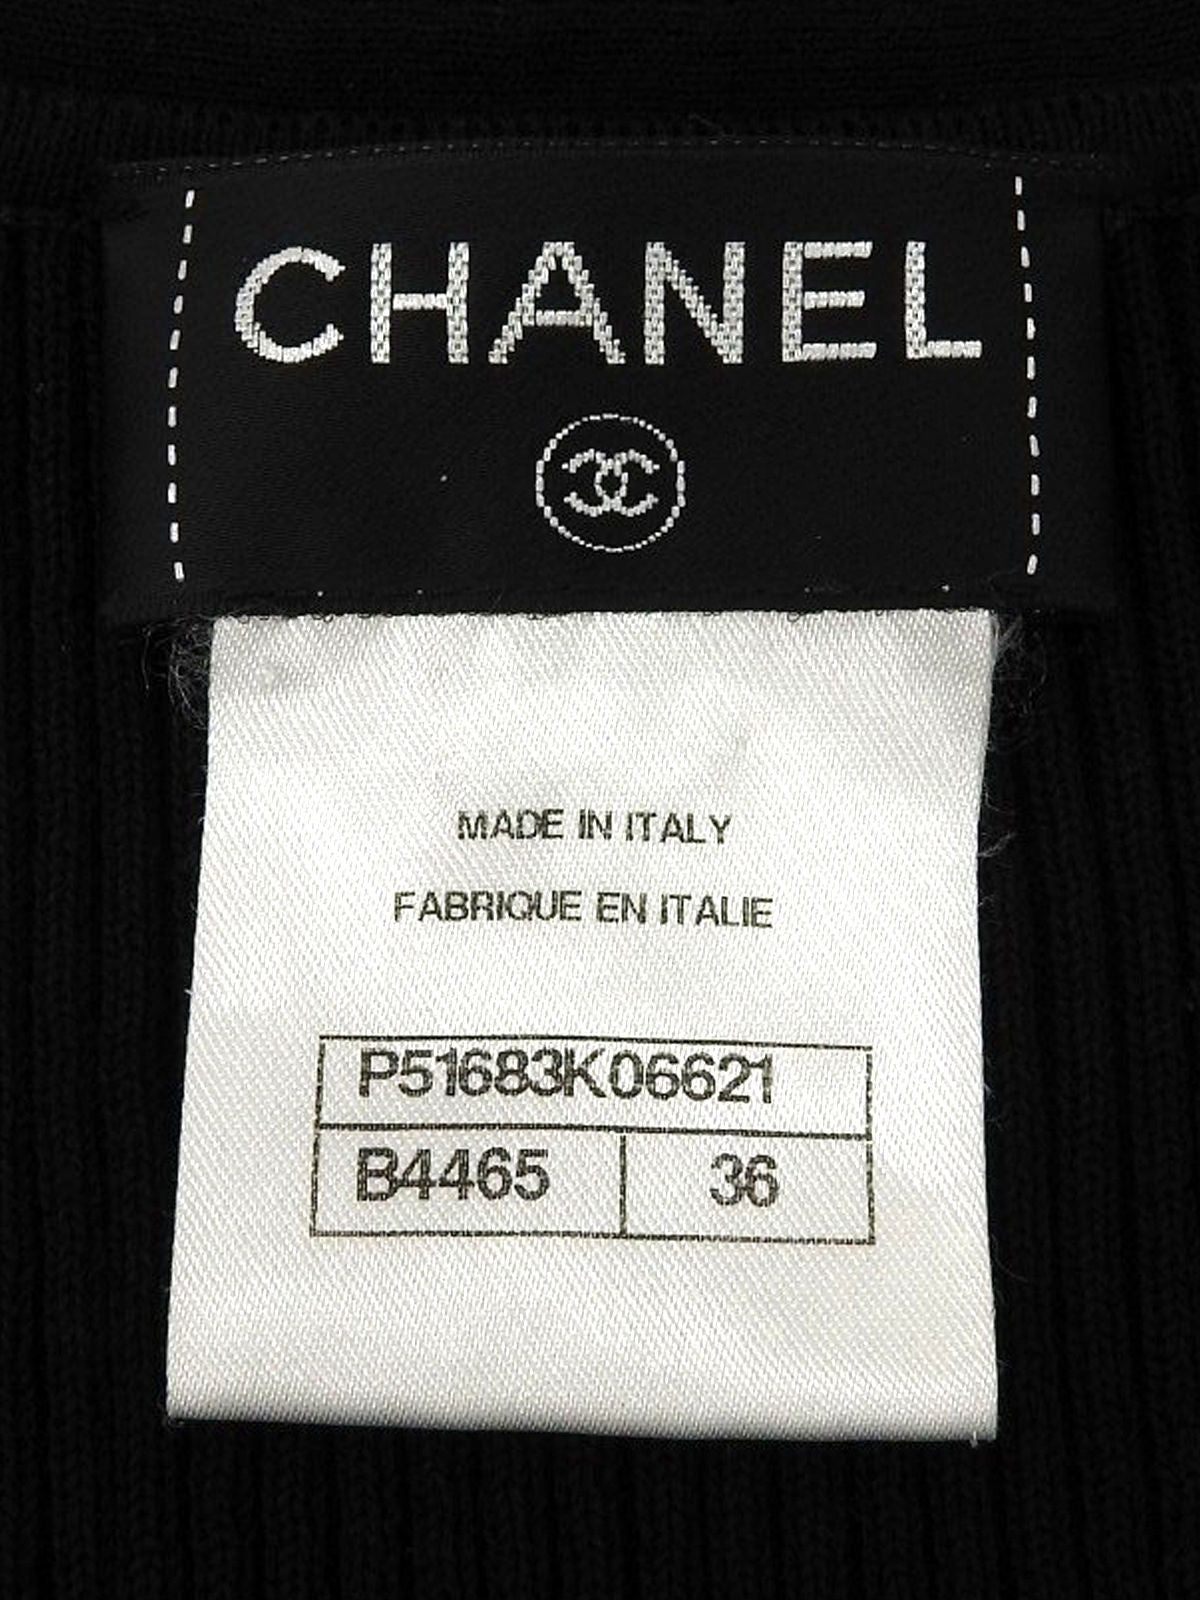 CHANEL
MADE IN ITALY
FABRIQUE EN ITALIE
P51683K06621
B4465 36